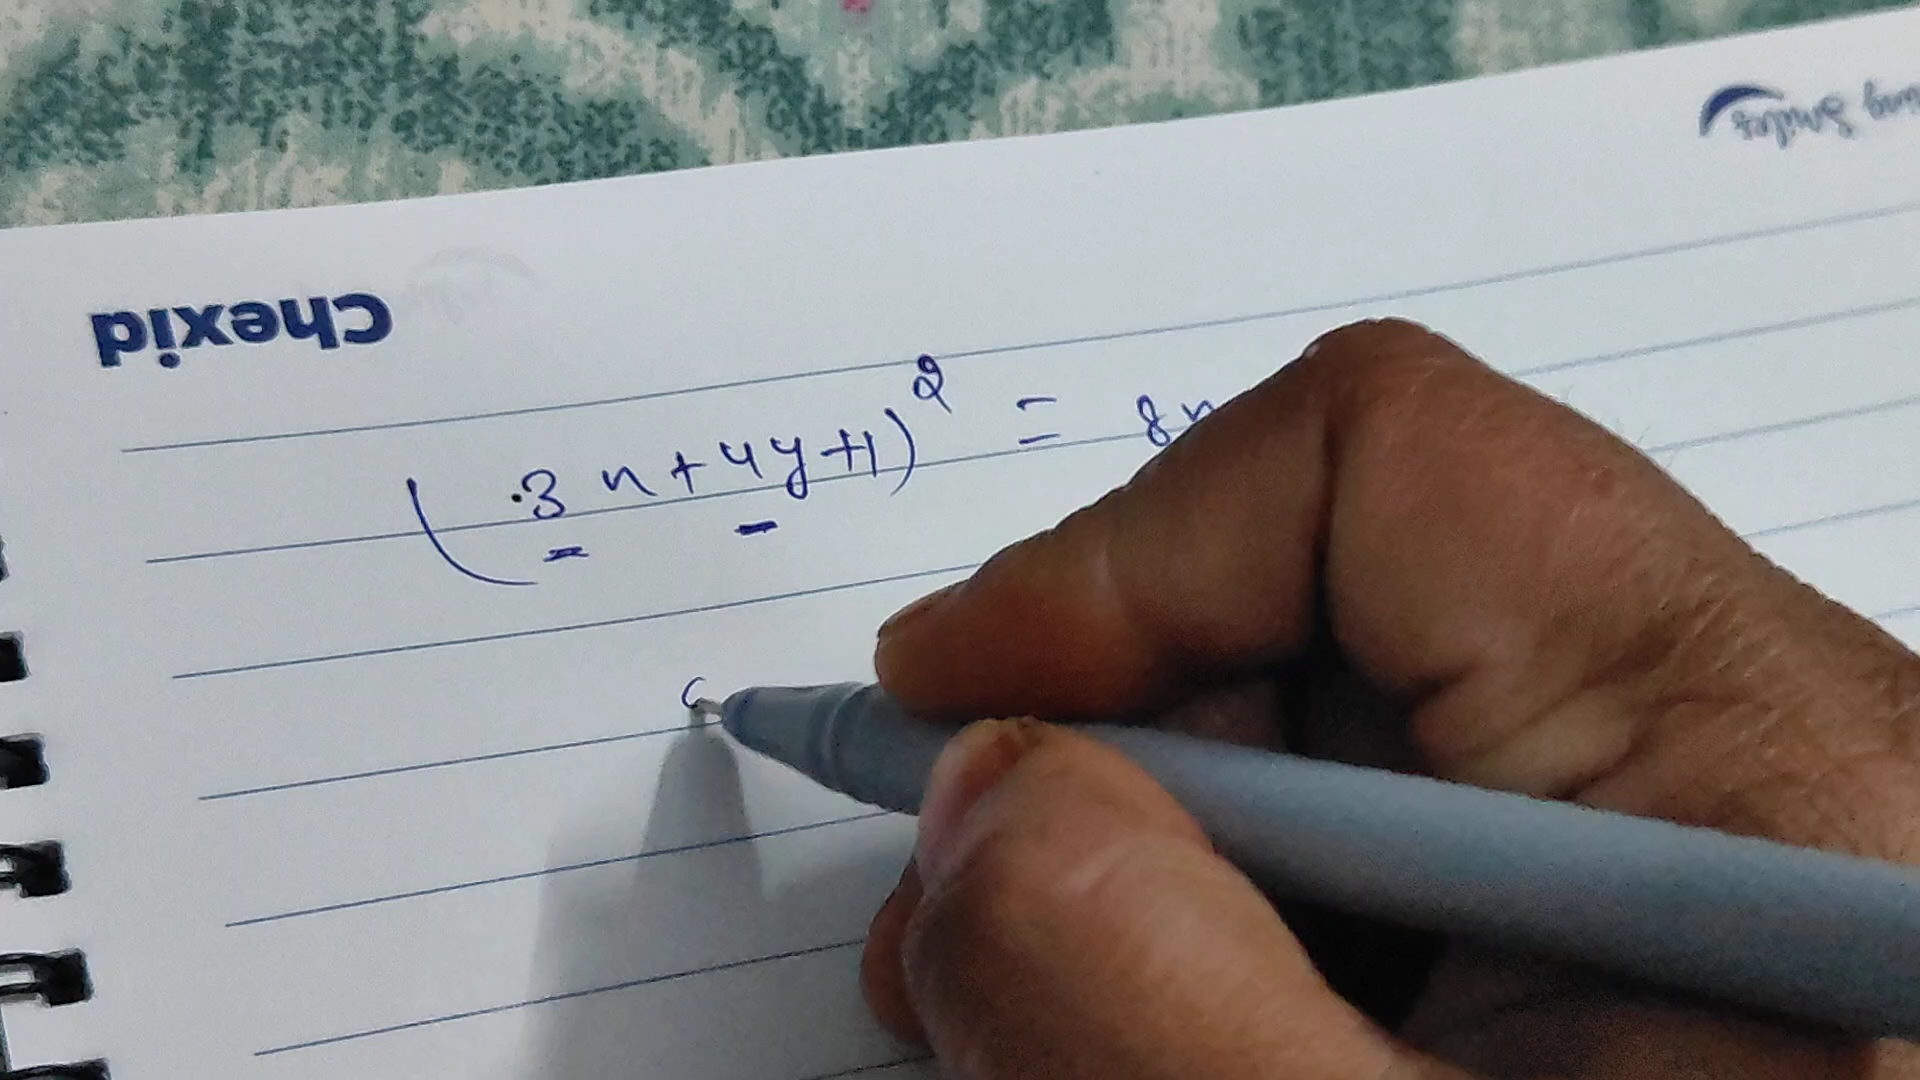 Chexid
(3x+4y+1)² = 8x